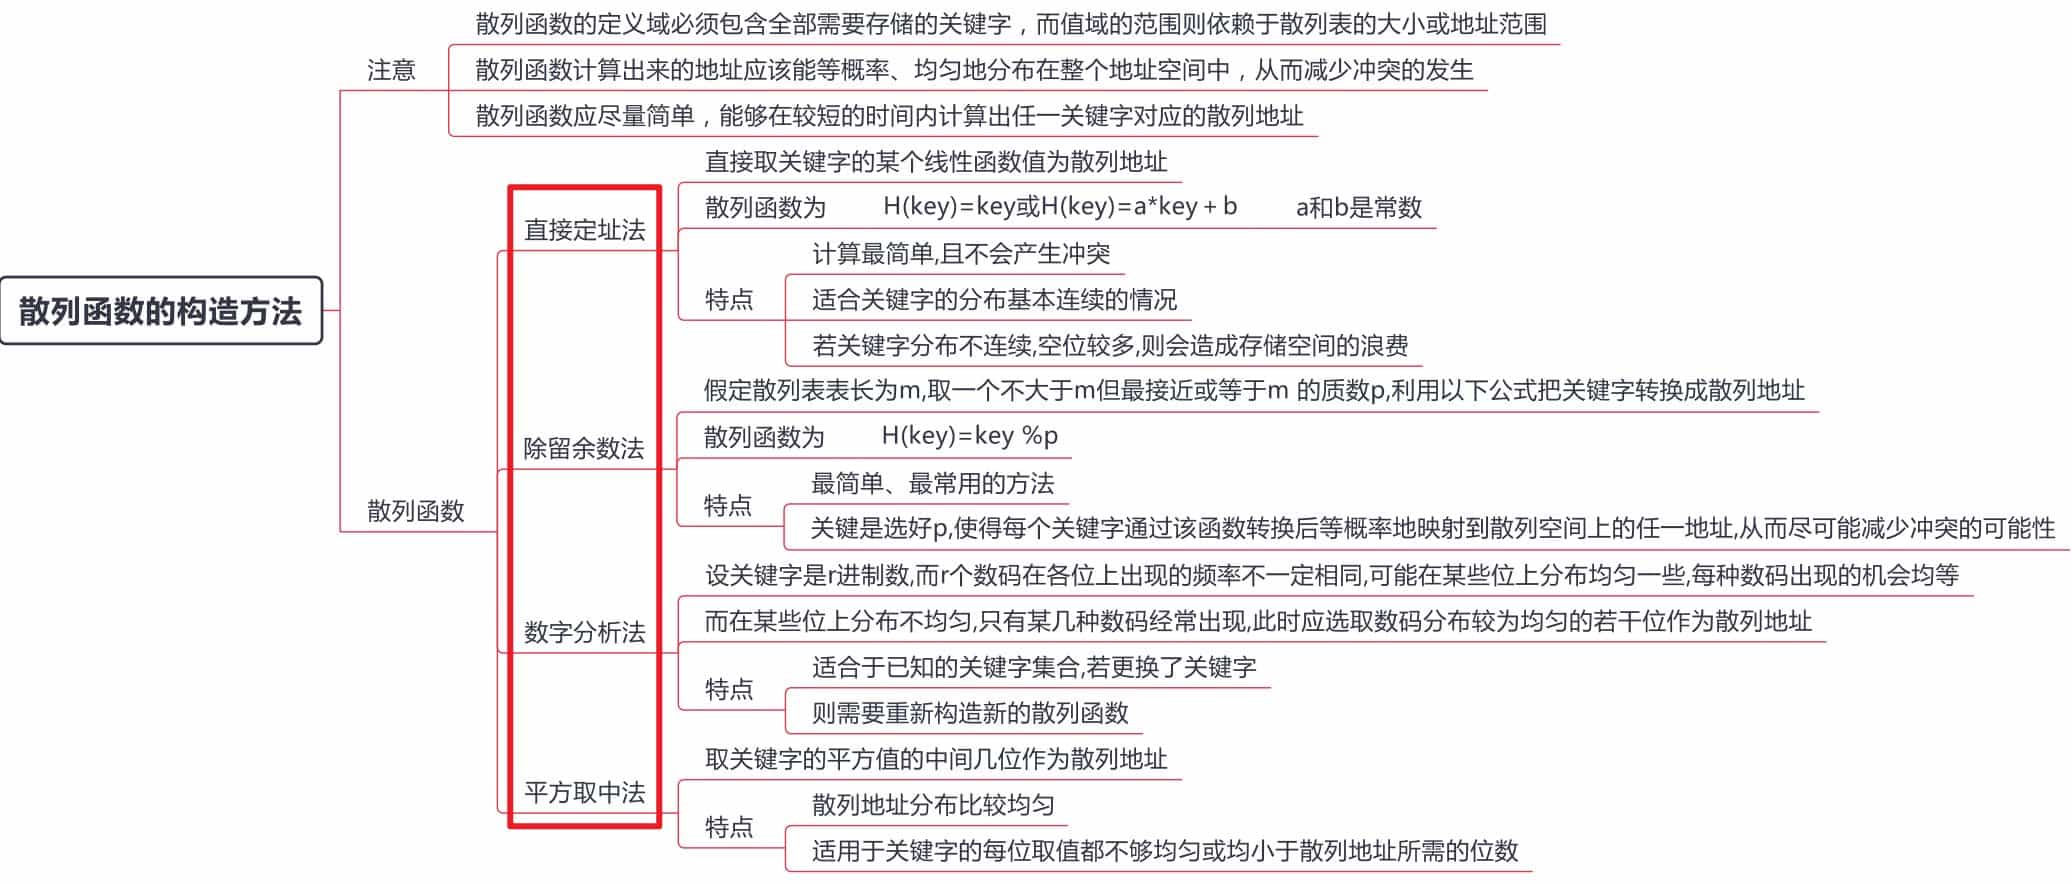 散列函数的构造方法
注意
散列函数的定义域必须包含全部需要存储的关键字，而值域的范围则依赖于散列表的大小或地址范围
散列函数计算出来的地址应该能等概率、均匀地分布在整个地址空间中，从而减少冲突的发生
散列函数应尽量简单，能够在较短的时间内计算出任一关键字对应的散列地址
散列函数
直接定址法
直接取关键字的某个线性函数值为散列地址
散列函数为 H(key)=key或H(key)=a*key + b a和b是常数
特点
计算最简单,且不会产生冲突
适合关键字的分布基本连续的情况
若关键字分布不连续,空位较多,则会造成存储空间的浪费
除留余数法
假定散列表表长为m,取一个不大于m但最接近或等于m 的质数p,利用以下公式把关键字转换成散列地址
散列函数为 H(key)=key %p
特点
最简单、最常用的方法
关键是选好p,使得每个关键字通过该函数转换后等概率地映射到散列空间上的任一地址,从而尽可能减少冲突的可能性
数字分析法
设关键字是r进制数,而r个数码在各位上出现的频率不一定相同,可能在某些位上分布均匀一些,每种数码出现的机会均等
而在某些位上分布不均匀,只有某几种数码经常出现,此时应选取数码分布较为均匀的若干位作为散列地址
特点
适合于已知的关键字集合,若更换了关键字
则需要重新构造新的散列函数
平方取中法
取关键字的平方值的中间几位作为散列地址
特点
散列地址分布比较均匀
适用于关键字的每位取值都不够均匀或均小于散列地址所需的位数